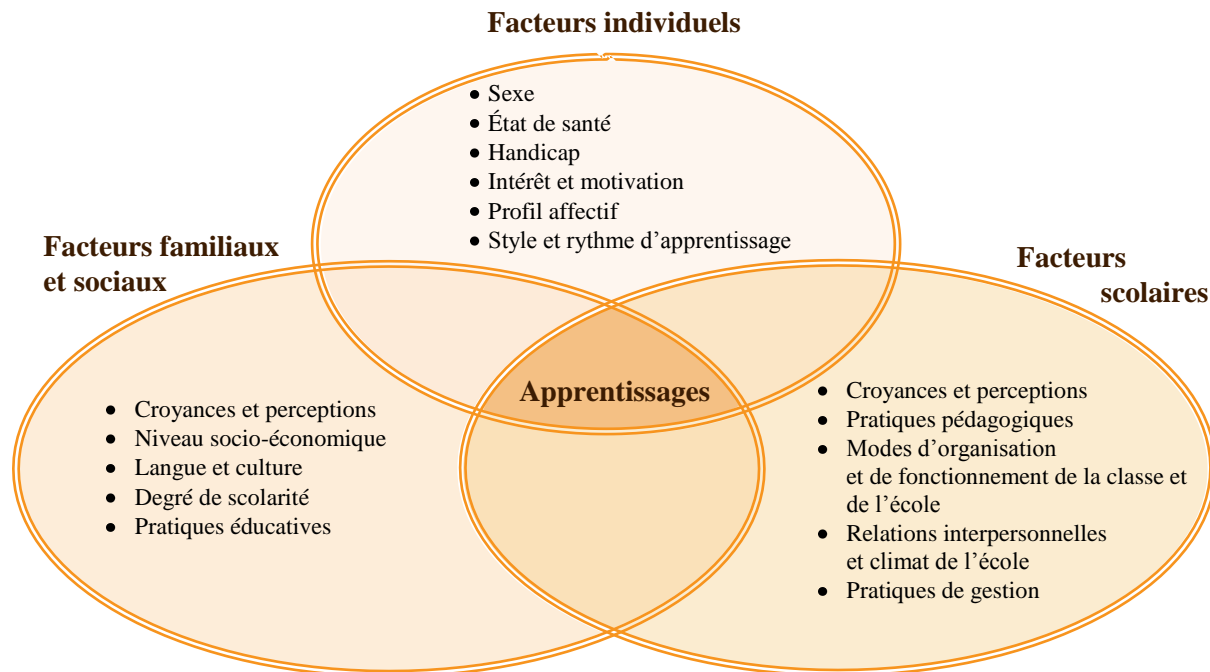 Facteurs individuels
• Sexe
• État de santé
• Handicap
• Intérêt et motivation
• Profil affectif
• Style et rythme d’apprentissage
Facteurs familiaux
et sociaux
• Croyances et perceptions
• Niveau socio-économique
• Langue et culture
• Degré de scolarité
• Pratiques éducatives
Apprentissages
Facteurs
scolaires
• Croyances et perceptions
• Pratiques pédagogiques
• Modes d’organisation
et de fonctionnement de la classe et
de l’école
• Relations interpersonnelles
et climat de l’école
• Pratiques de gestion